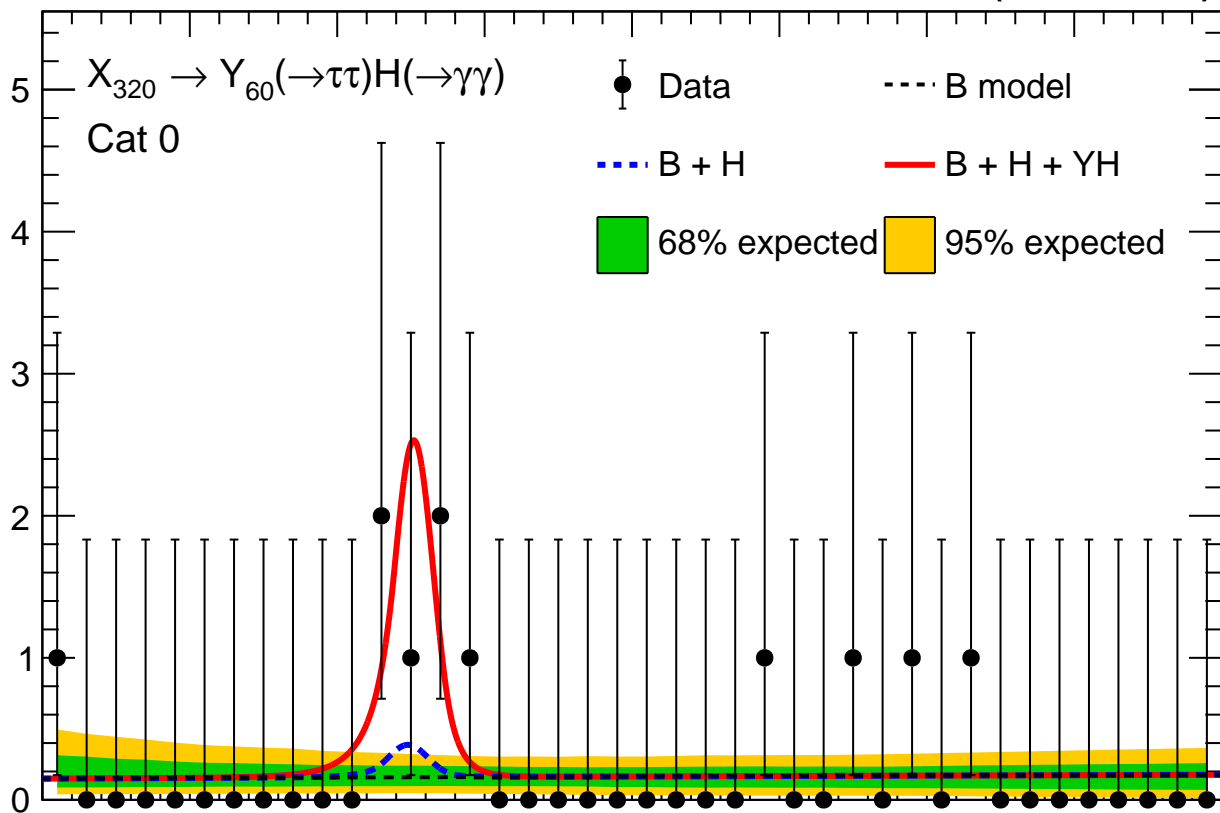 X₃₂₀ → Y₆₀(→ττ)H(→γγ)
Cat 0
Data
B model
B + H
B + H + YH
68% expected
95% expected
5
4
3
2
1
0